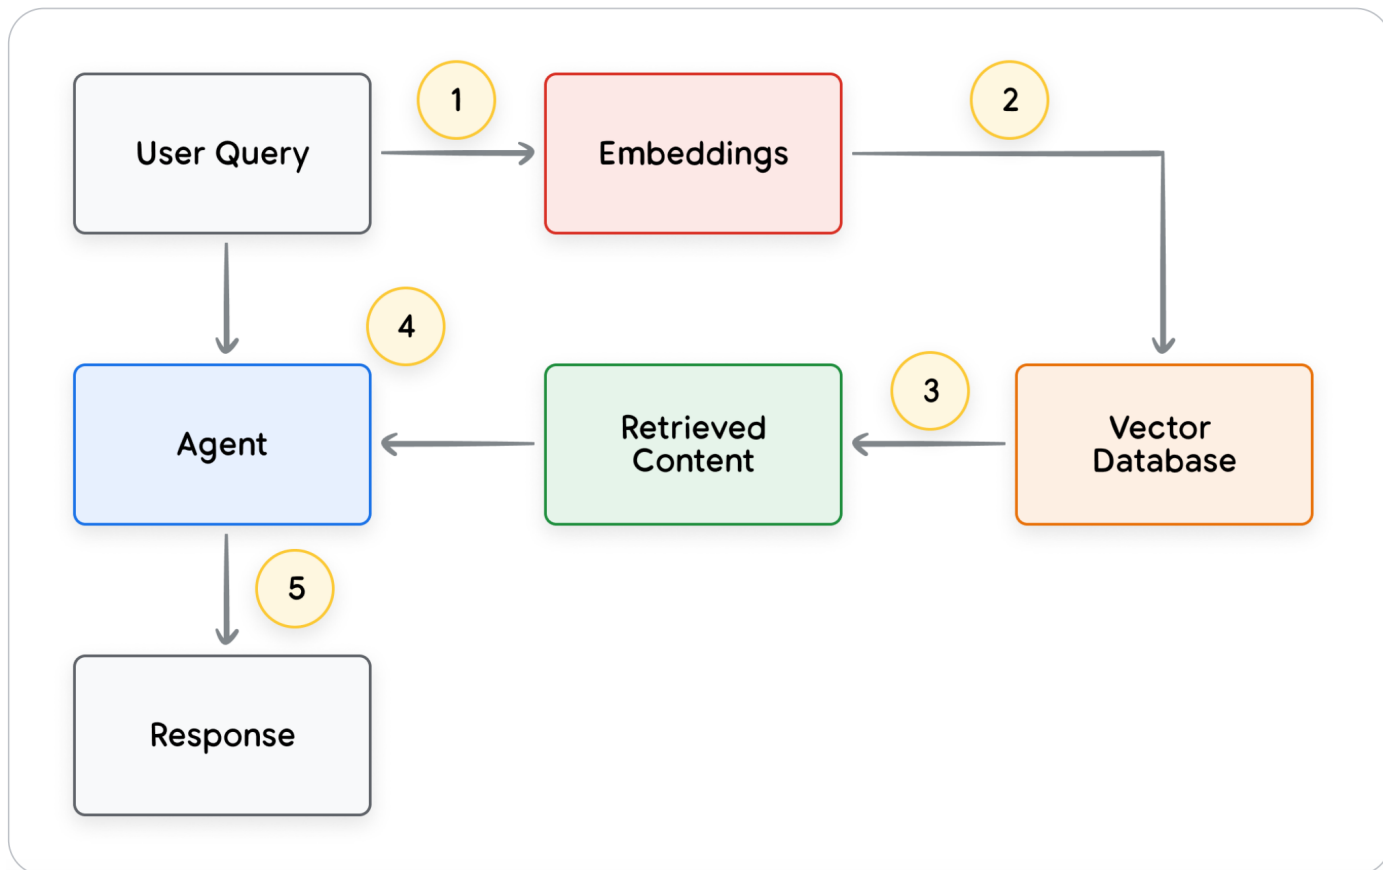 User Query
1
Embeddings
2
4
Agent
Retrieved
Content
3
Vector
Database
5
Response